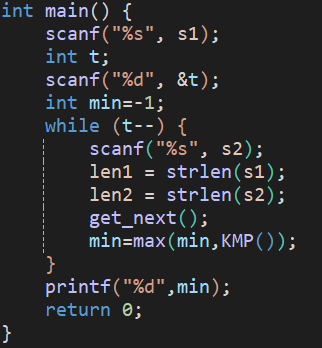 int main() {
    scanf("%s", s1);
    int t;
    scanf("%d", &t);
    int min=-1;
    while (t--) {
        scanf("%s", s2);
        len1 = strlen(s1);
        len2 = strlen(s2);
        get_next();
        min=max(min,KMP());
    }
    printf("%d",min);
    return 0;
}